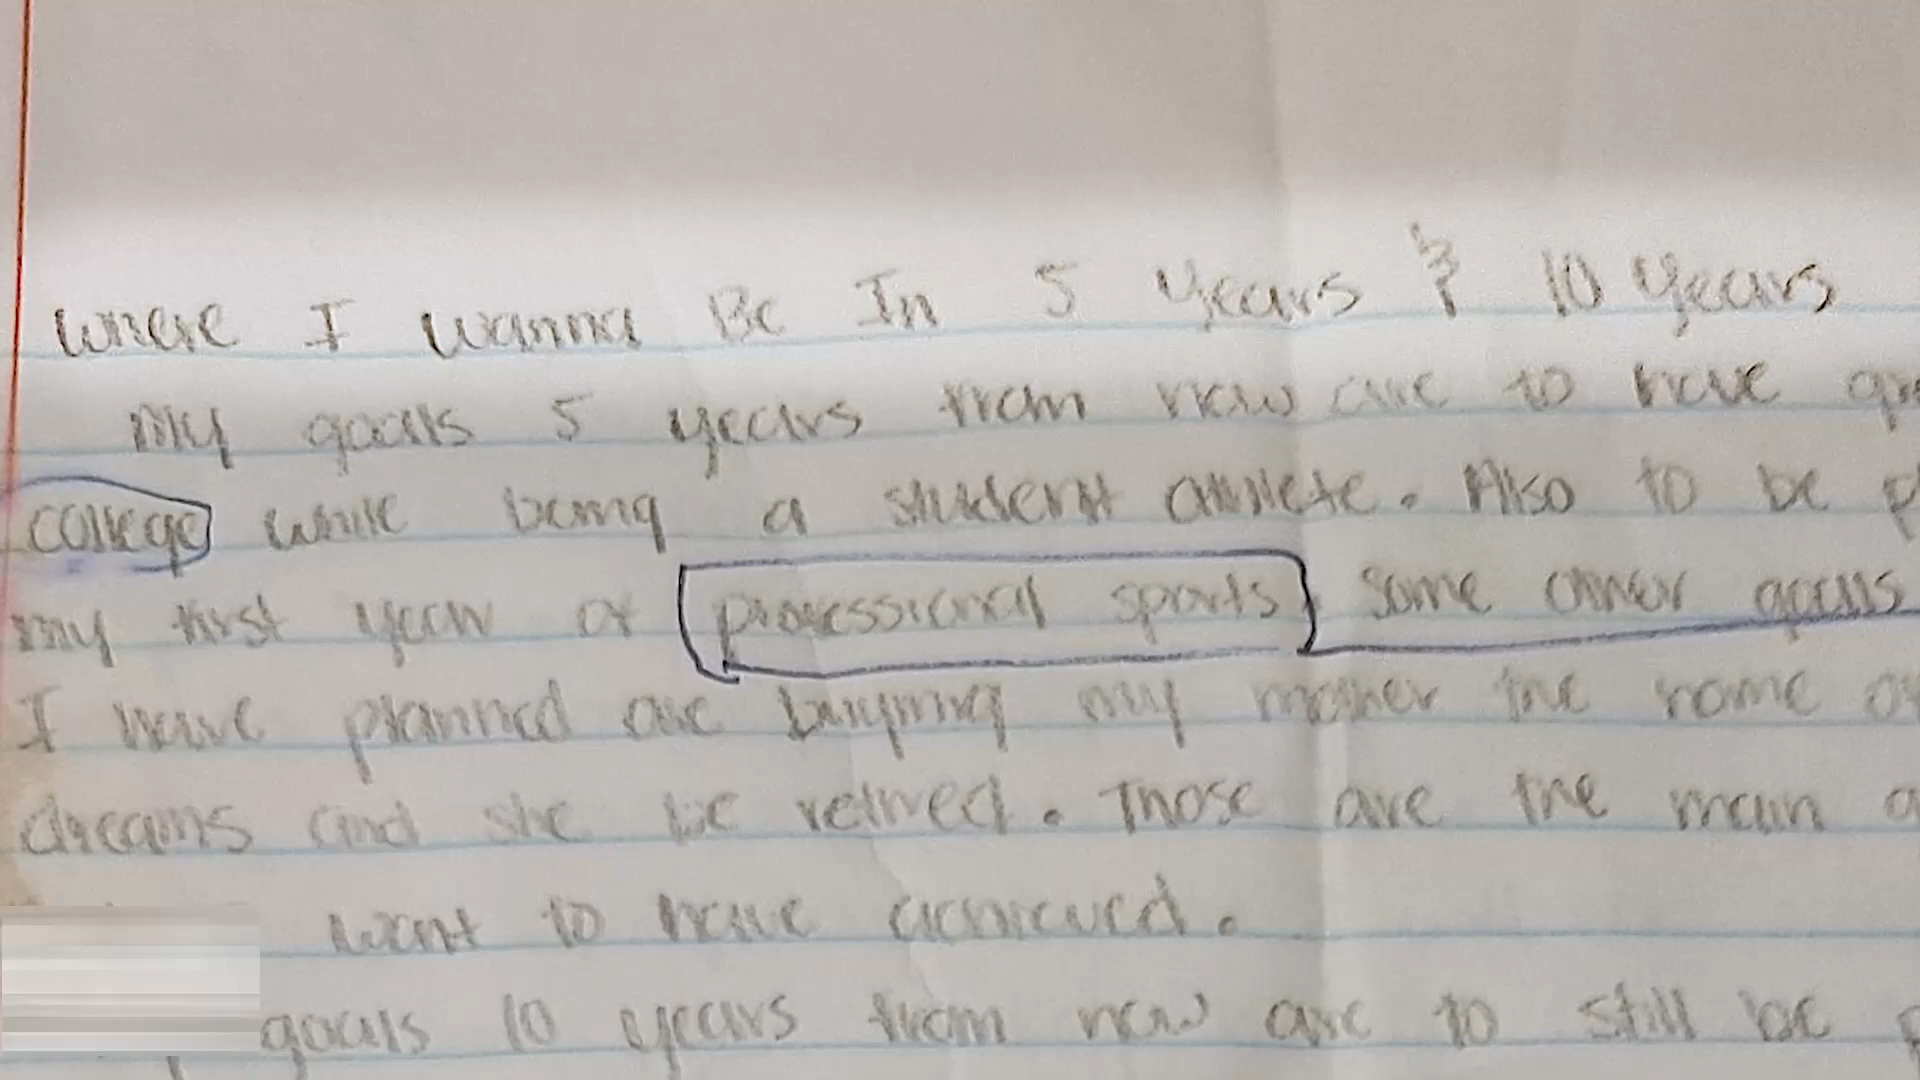 Where I Wanna Be In 5 Years & 10 Years
My goals 5 years from now are to have
college while being a student athlete. Also to be
my first year of professional sports some other goals
I have planned are buying my mother the home
dreams and she be retired. Those are the main
want to have achieved.
goals 10 years from now are to still be